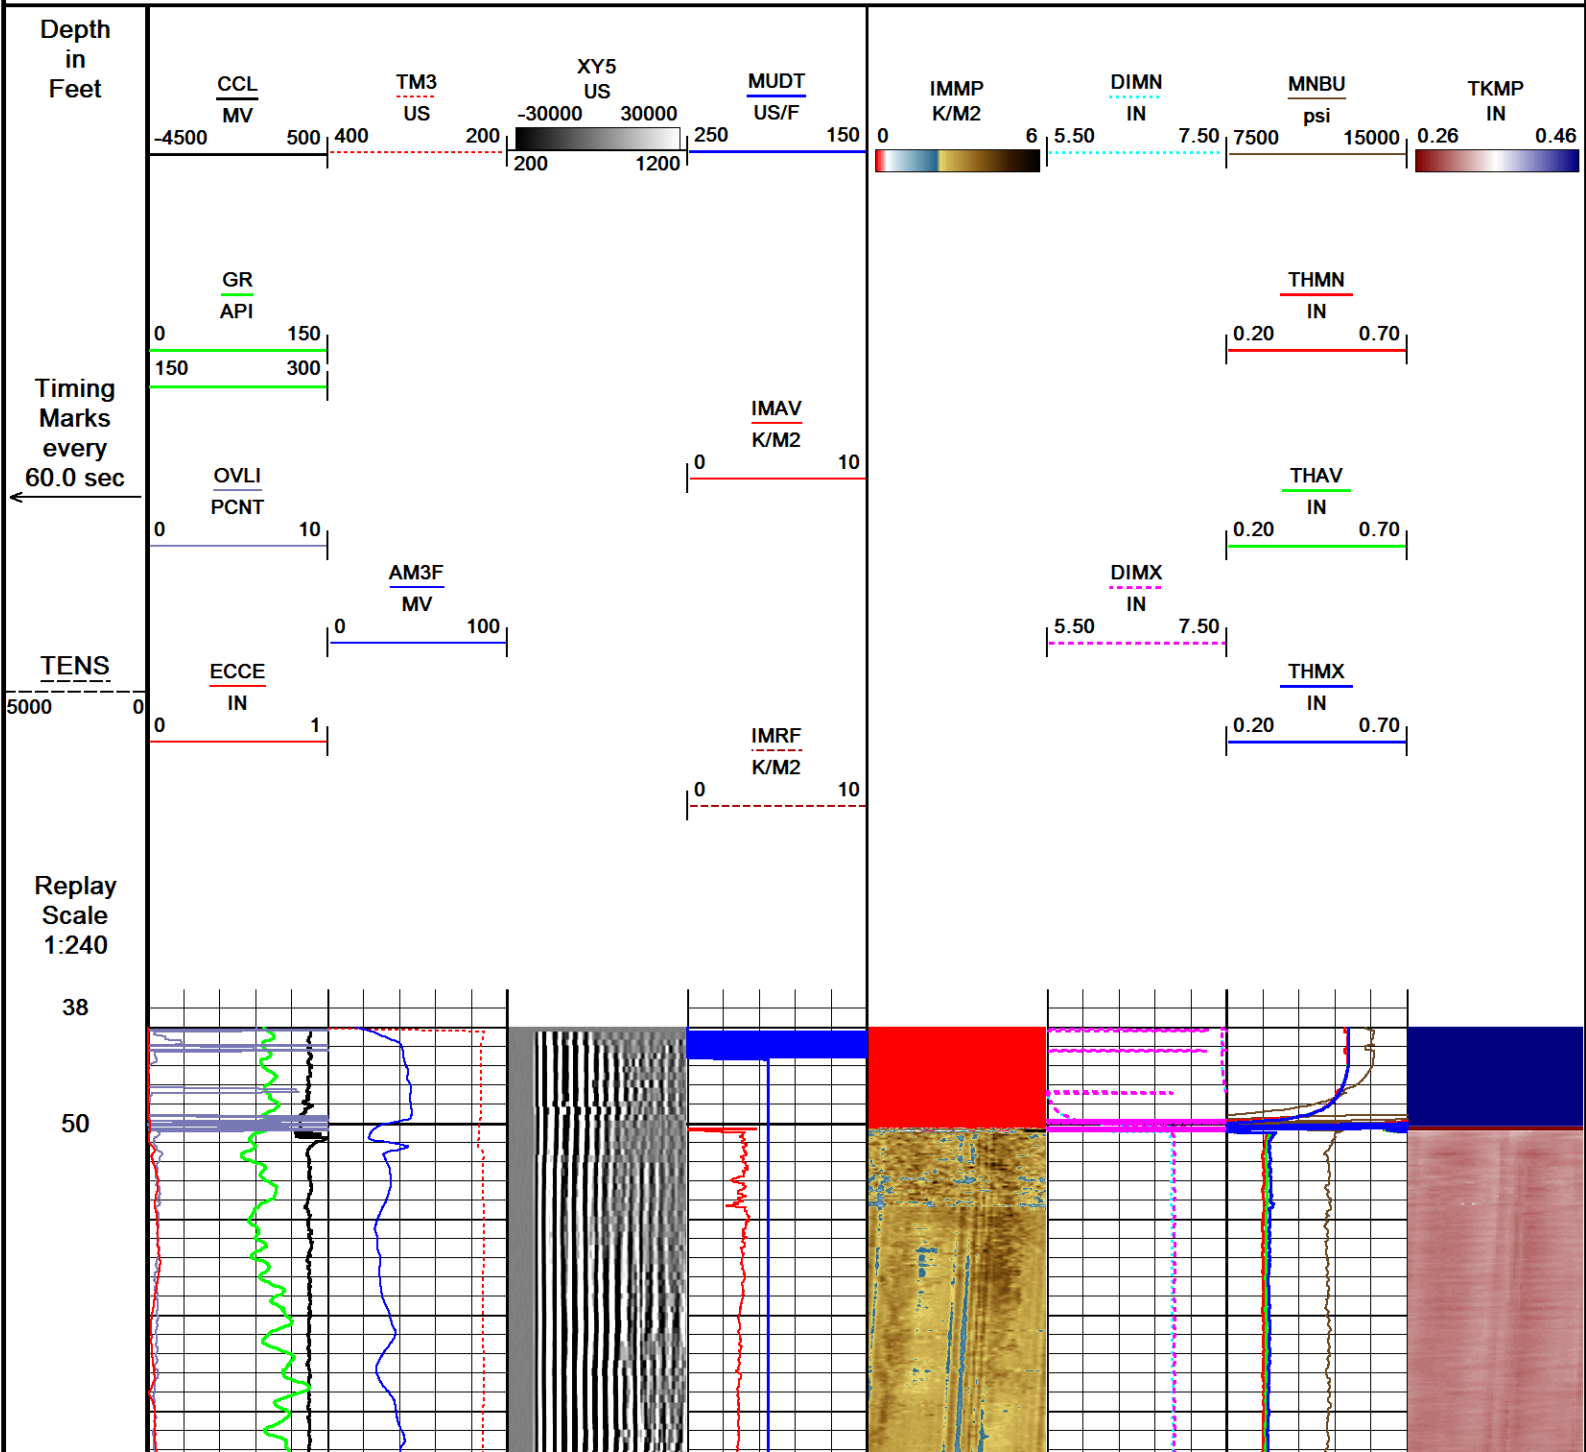 Depth
in
Feet
CCL
MV
-4500 500
TM3
US
400 200
XY5
US
-30000 30000
200 1200
MUDT
US/F
250 150
IMMP
K/M2
0 6
DIMN
IN
5.50 7.50
MNBU
psi
7500 15000
TKMP
IN
0.26 0.46
GR
API
0 150
150 300
THMN
IN
0.20 0.70
Timing
Marks
every
60.0 sec
IMAV
K/M2
0 10
OVLI
PCNT
0 10
THAV
IN
0.20 0.70
AM3F
MV
0 100
DIMX
IN
5.50 7.50
TENS
5000 0
ECCE
IN
0 1
THMX
IN
0.20 0.70
IMRF
K/M2
0 10
Replay
Scale
1:240
38
50